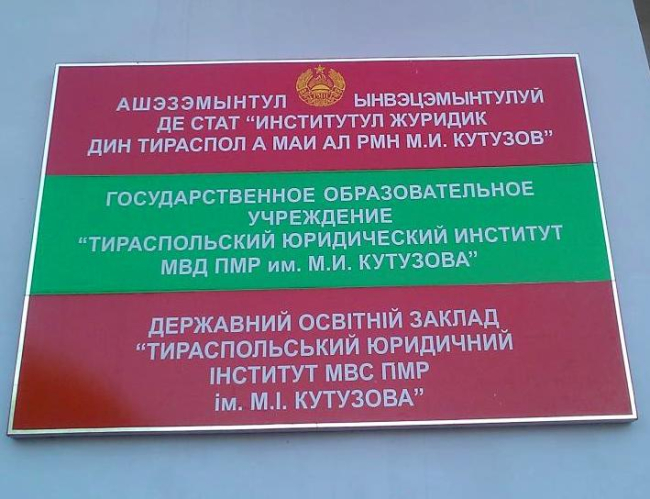 АШЭЗЭМЫНТУЛ ЫНВЭЦЭМЫНТУЛУЙ
ДЕ СТАТ “ИНСТИТУТУЛ ЖУРИДИК
ДИН ТИРАСПОЛ А МАИ АЛ РМН М.И. КУТУЗОВ”
ГОСУДАРСТВЕННОЕ ОБРАЗОВАТЕЛЬНОЕ
УЧРЕЖДЕНИЕ
“ТИРАСПОЛЬСКИЙ ЮРИДИЧЕСКИЙ ИНСТИТУТ
МВД ПМР им. М.И. КУТУЗОВА”
ДЕРЖАВНИЙ ОСВІТНІЙ ЗАКЛАД
“ТИРАСПОЛЬСЬКИЙ ЮРИДИЧНИЙ
ІНСТИТУТ МВС ПМР
ім. М.І. КУТУЗОВА”